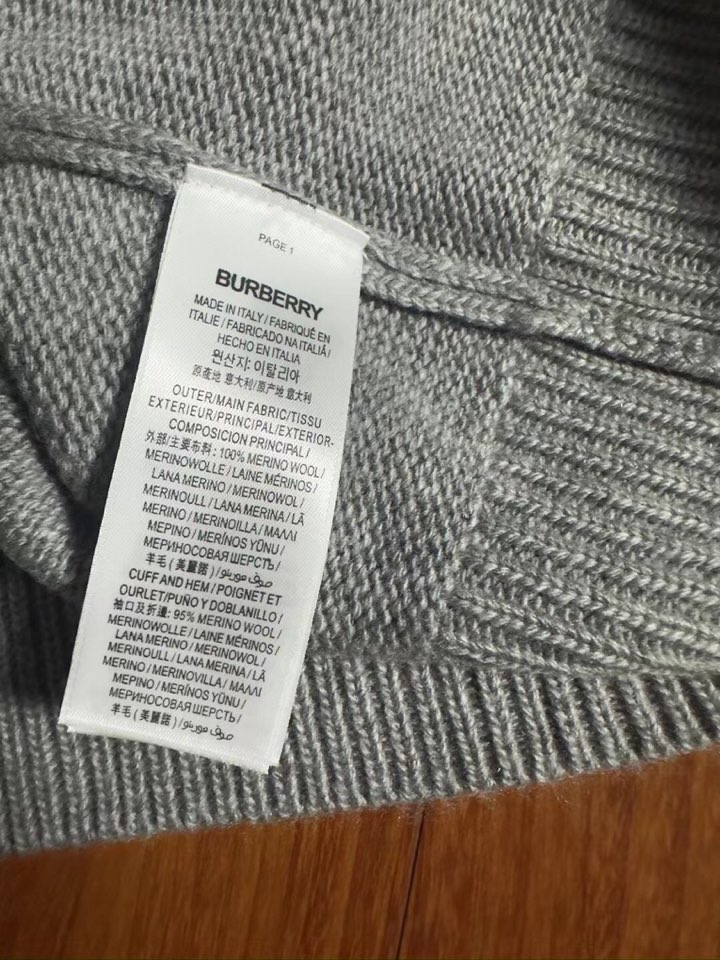 PAGE 1
BURBERRY
MADE IN ITALY / FABRIQUÉ EN
ITALIE / FABRICADO NA ITALIÁ /
HECHO EN ITALIA
원산지: 이탈리아
原產地 意大利/原产地 意大利
OUTER/MAIN FABRIC/TISSU
EXTERIEUR/PRINCIPAL/EXTERIOR-
COMPOSICION PRINCIPAL/
外部/主要布料: 100% MERINO WOOL /
MERINOWOLLE / LAINE MÉRINOS /
LANA MERINO / MERINOWOL /
MERINOULL / LANA MERINA / LÃ
MERINO / MERINOILLA / ΜΑΛΛΙ
ΜΕΡΙΝΟ / MERİNOS YÜNU /
МЕРИНОСОВАЯ ШЕРСТЬ /
羊毛 (美麗諾) / صوف مورينو
CUFF AND HEM / POIGNET ET
OURLET/PUÑO Y DOBLANILLO /
袖口及折邊: 95% MERINO WOOL /
MERINOWOLLE / LAINE MÉRINOS /
LANA MERINO / MERINOWOL /
MERINOULL / LANA MERINA / LÃ
MERINO / MERINOVILLA / ΜΑΛΛΙ
ΜΕΡΙΝΟ / MERİNOS YÜNU /
МЕРИНОСОВАЯ ШЕРСТЬ /
羊毛 (美麗諾) / صوف مورينو